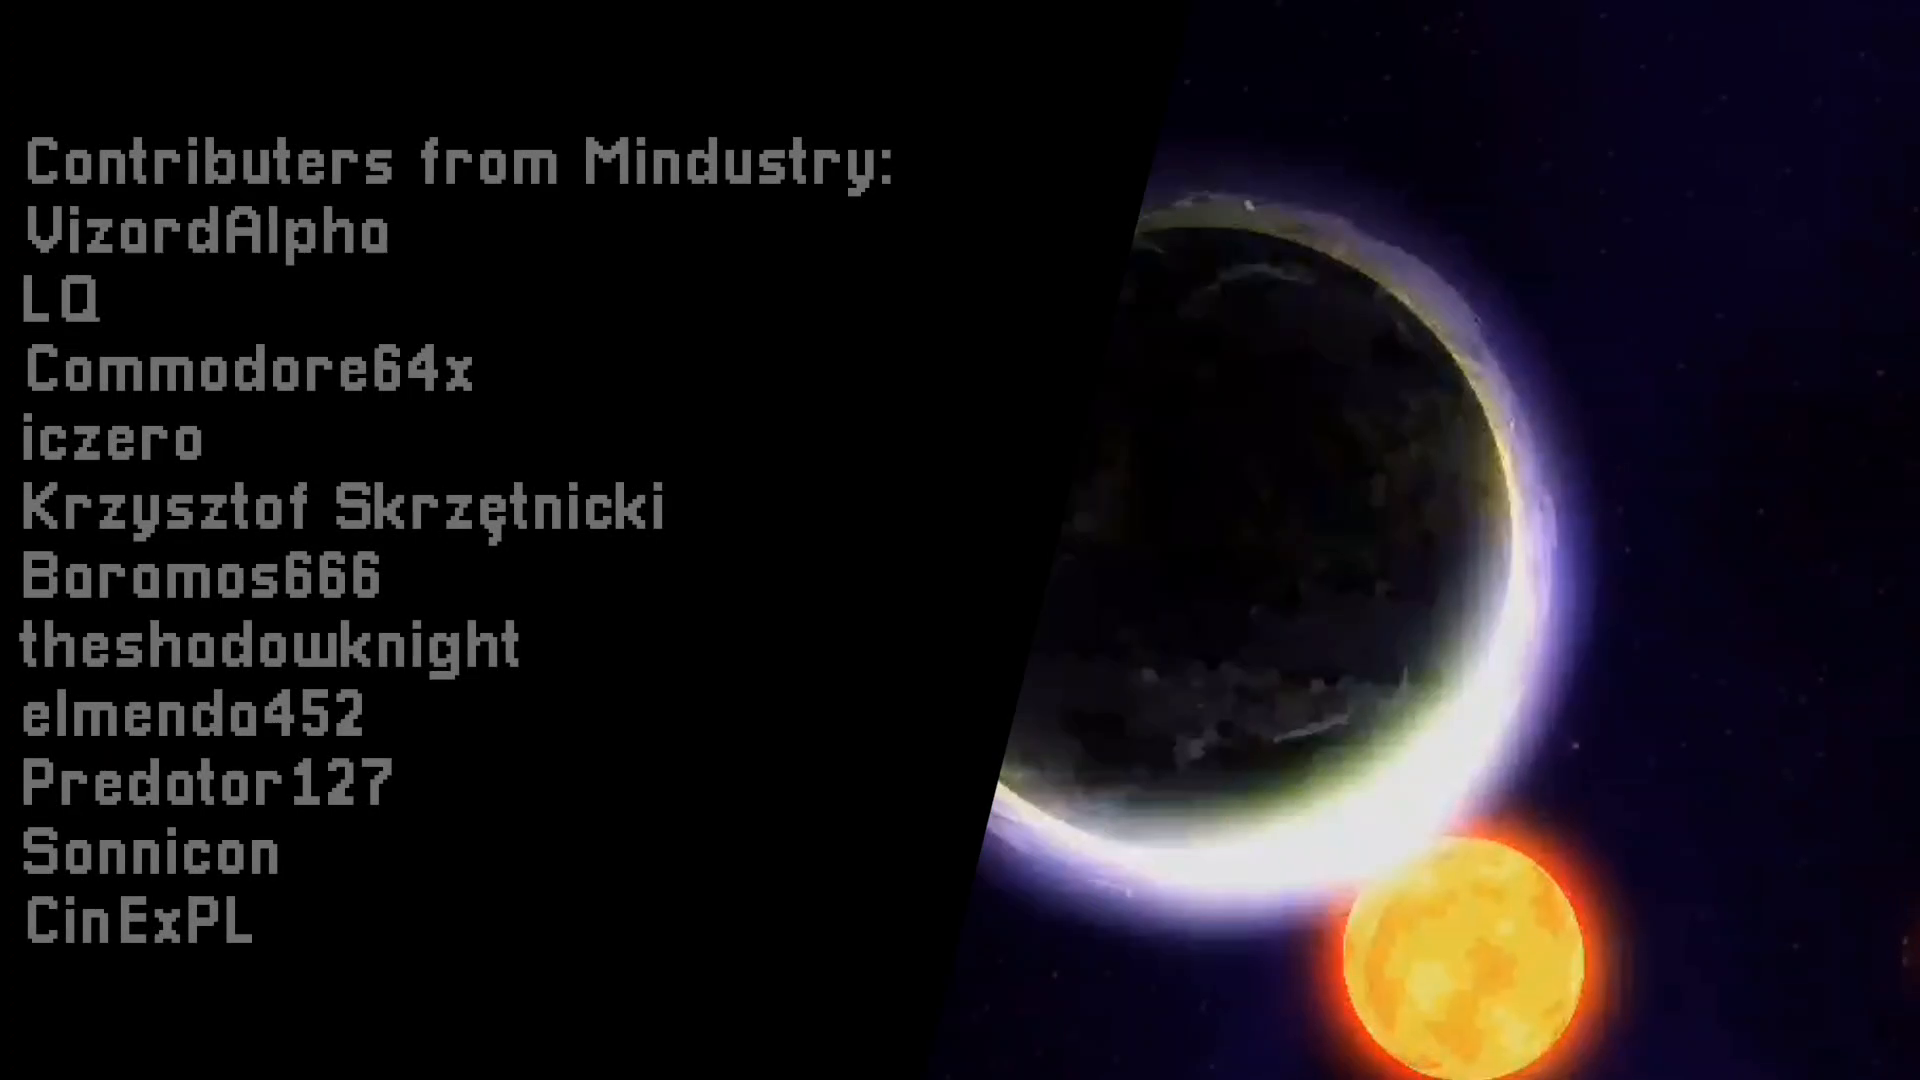 Contributers from Mindustry:
VizardAlpha
LQ
Commodore64x
iczero
Krzysztof Skrzętnicki
Baramos666
theshadowknight
elmenda452
Predator127
Sonnicon
CinExPL